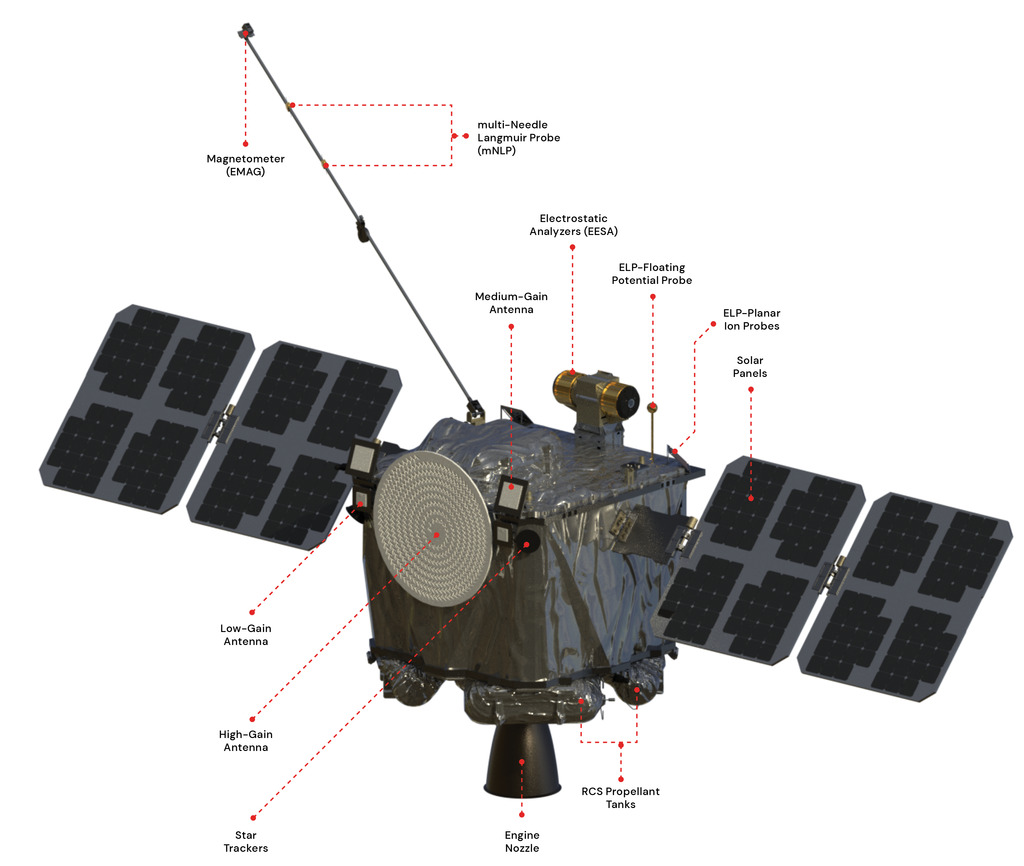 Magnetometer
(EMAG)
multi-Needle
Langmuir Probe
(mNLP)
Electrostatic
Analyzers (EESA)
ELP-Floating
Potential Probe
Medium-Gain
Antenna
ELP-Planar
Ion Probes
Solar
Panels
Low-Gain
Antenna
High-Gain
Antenna
RCS Propellant
Tanks
Star
Trackers
Engine
Nozzle